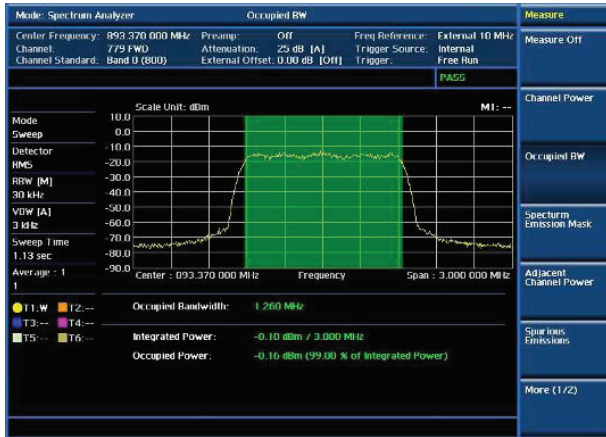 Mode: Spectrum Analyzer Occupied BW
Center Frequency: 893.370 000 MHz Preamp: Off Freq Reference: External 10 MHz
Channel: 779 FWD Attenuation: 25 dB [A] Trigger Source: Internal
Channel Standard: Band 0 (800) External Offset: 0.00 dB [Off] Trigger: Free Run
PASS
Scale Unit: dBm M1: --
Mode
Sweep
Detector
RMS
RBW [M]
30 kHz
VBW [A]
3 kHz
Sweep Time
1.13 sec
Average : 1
1
T1:W T2:--
T3:-- T4:--
T5:-- T6:--
10.0
0.0
-10.0
-20.0
-30.0
-40.0
-50.0
-60.0
-70.0
-80.0
-90.0
Center : 893.370 000 MHz Frequency Span : 3.000 000 MHz
Occupied Bandwidth: 1.260 MHz
Integrated Power: -0.10 dBm / 3.000 MHz
Occupied Power: -0.16 dBm (99.00 % of Integrated Power)
Measure
Measure Off
Channel Power
Occupied BW
Specturm
Emission Mask
Adjacent
Channel Power
Spurious
Emissions
More (1/2)